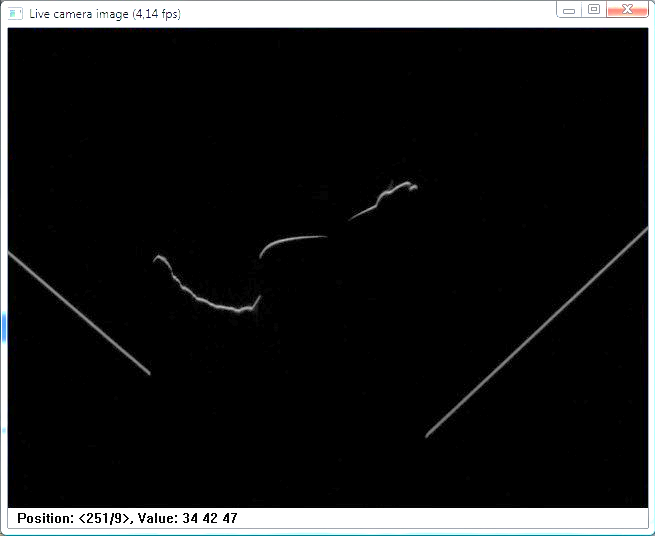 Live camera image (4,14 fps)
Position: <251/9>, Value: 34 42 47